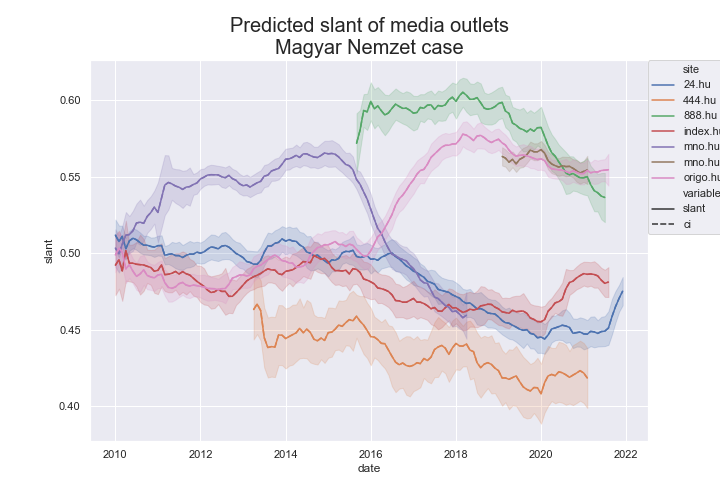 Predicted slant of media outlets
Magyar Nemzet case
slant
0.60
0.55
0.50
0.45
0.40
2010
2012
2014
2016
2018
2020
2022
date
site
24.hu
444.hu
888.hu
index.hu
mno.hu
mno.hu
origo.hu
variable
slant
ci